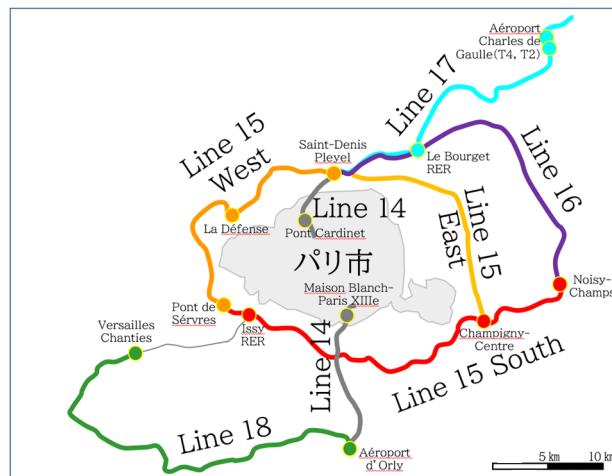 Aéroport
Charles de
Gaulle(T4, T2)
Line 17
Line 15
West
Saint-Denis
Pleyel
Le Bourget
RER
Line 16
La Défense
Line 14
Pont Cardinet
Line 15
East
パリ市
Maison Blanch-
Paris XIIIe
Noisy-
Champs
Pont de
Sérvres
Issy
RER
Versailles
Chanties
Line 14
Champigny-
Centre
Line 15 South
Line 18
Aéroport
d'Orly
5 km
10 km